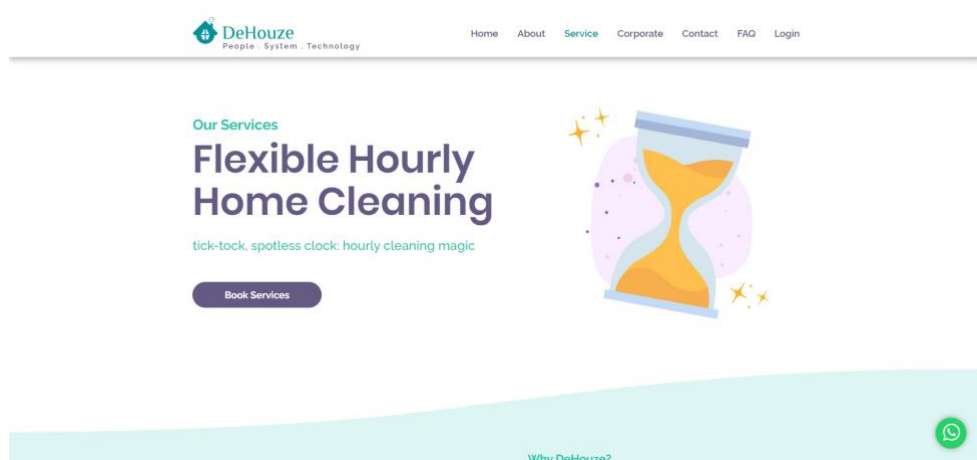 DeHouze
People . System . Technology
Home About Service Corporate Contact FAQ Login
Our Services
Flexible Hourly
Home Cleaning
tick-tock, spotless clock: hourly cleaning magic
Book Services
Why DeHouze?